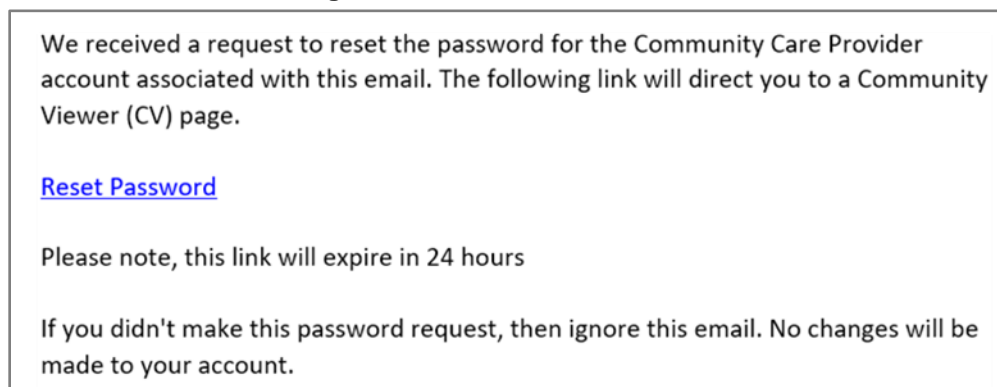 We received a request to reset the password for the Community Care Provider
account associated with this email. The following link will direct you to a Community
Viewer (CV) page.
Reset Password
Please note, this link will expire in 24 hours
If you didn't make this password request, then ignore this email. No changes will be
made to your account.